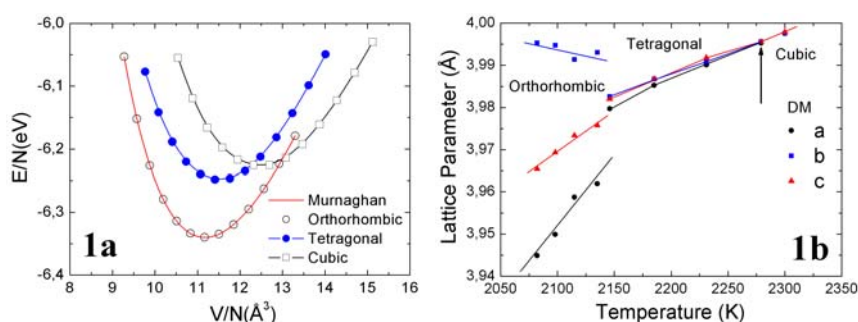 -6,0
-6,1
-6,2
-6,3
-6,4
E/N(eV)
1a
Murnaghan
Orthorhombic
Tetragonal
Cubic
8 9 10 11 12 13 14 15 16
V/N(Å³)
4,00
3,99
3,98
3,97
3,96
3,95
3,94
Lattice Parameter (Å)
Tetragonal
Cubic
Orthorhombic
DM
a
b
c
1b
2050 2100 2150 2200 2250 2300 2350
Temperature (K)